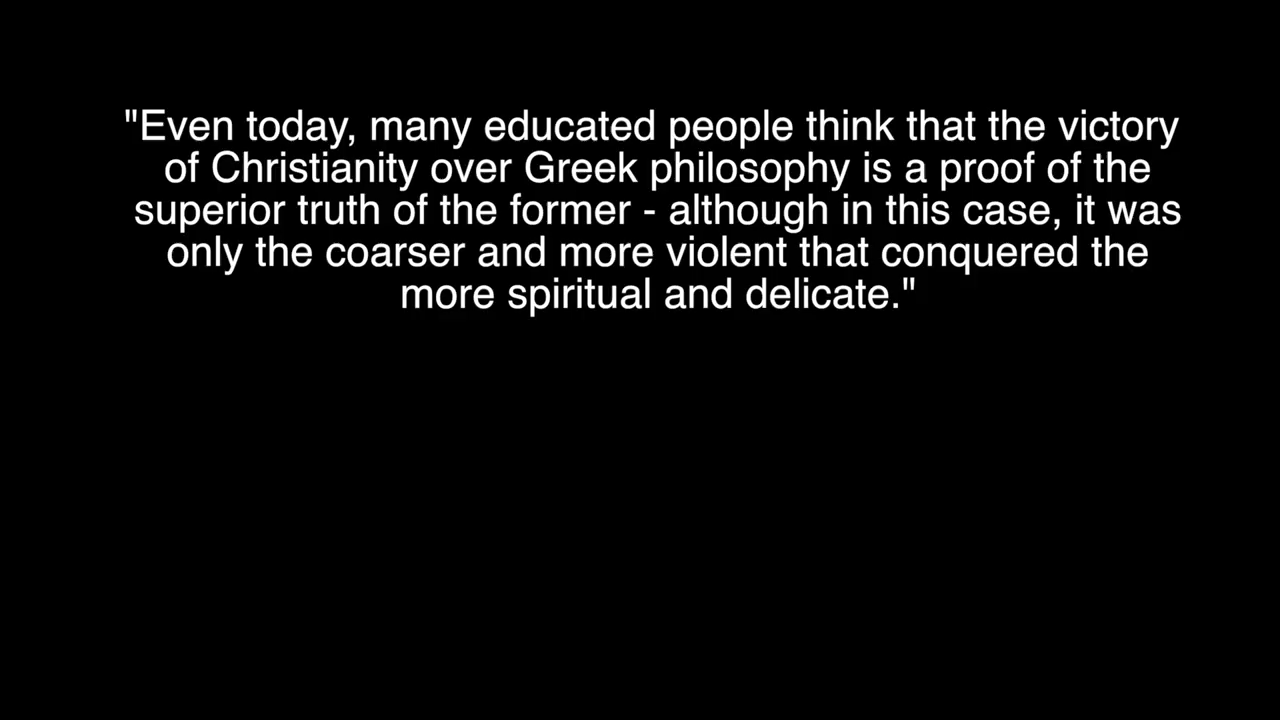 "Even today, many educated people think that the victory
of Christianity over Greek philosophy is a proof of the
superior truth of the former - although in this case, it was
only the coarser and more violent that conquered the
more spiritual and delicate."